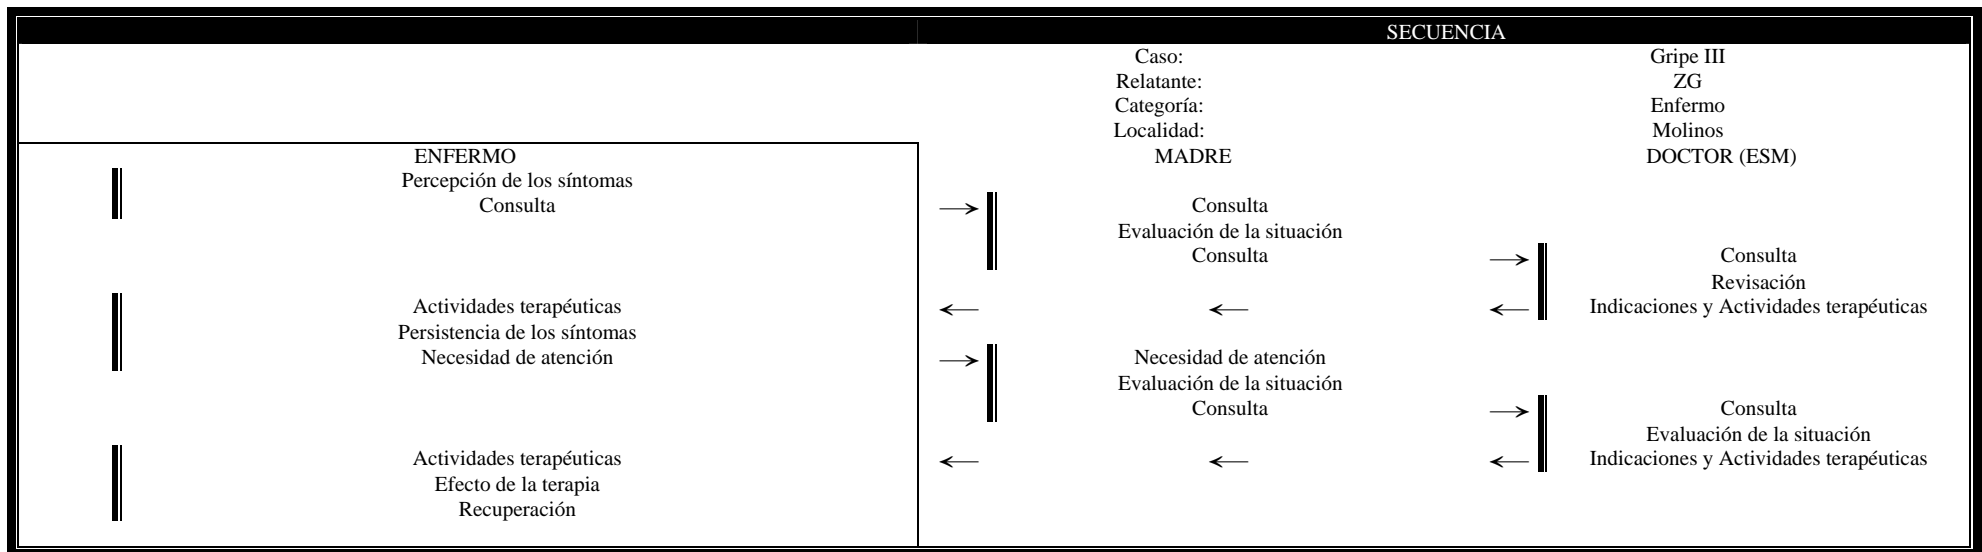 SECUENCIA
Caso: Gripe III
Relatante: ZG
Categoría: Enfermo
Localidad: Molinos
ENFERMO MADRE DOCTOR (ESM)
Percepción de los síntomas
Consulta Consulta
Evaluación de la situación
Consulta Consulta
Revisación
Actividades terapéuticas Indicaciones y Actividades terapéuticas
Persistencia de los síntomas
Necesidad de atención Necesidad de atención
Evaluación de la situación
Consulta Consulta
Evaluación de la situación
Actividades terapéuticas Indicaciones y Actividades terapéuticas
Efecto de la terapia
Recuperación